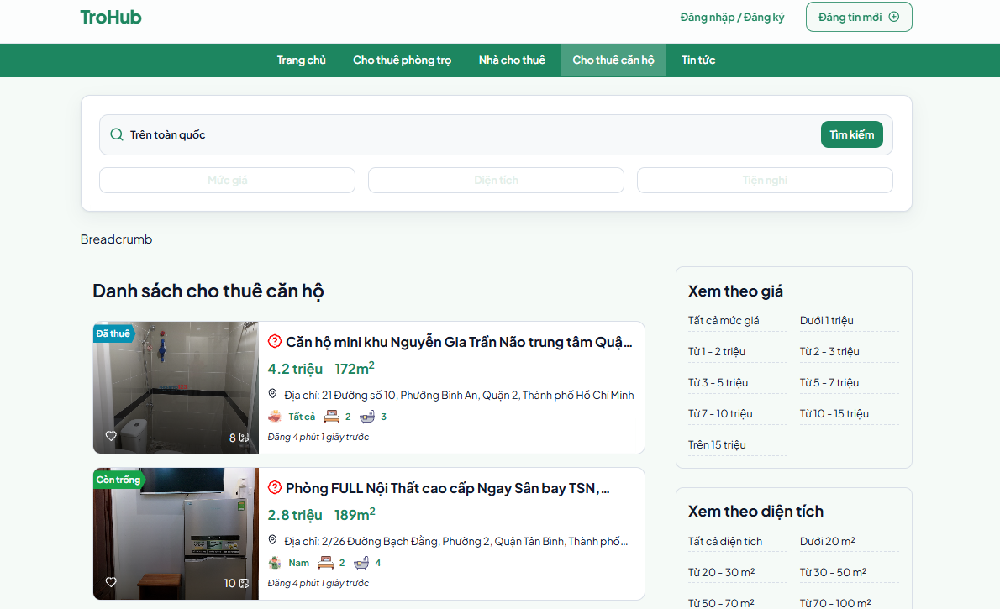 TroHub
Đăng nhập / Đăng ký
Đăng tin mới
Trang chủ
Cho thuê phòng trọ
Nhà cho thuê
Cho thuê căn hộ
Tin tức
Trên toàn quốc
Tìm kiếm
Mức giá
Diện tích
Tiện nghi
Breadcrumb
Danh sách cho thuê căn hộ
Đã thuê
8
Căn hộ mini khu Nguyễn Gia Trần Não trung tâm Quậ...
4.2 triệu 172m²
Địa chỉ: 21 Đường số 10, Phường Bình An, Quận 2, Thành phố Hồ Chí Minh
Tất cả 2 3
Đăng 4 phút 1 giây trước
Còn trống
10
Phòng FULL Nội Thất cao cấp Ngay Sân bay TSN,...
2.8 triệu 189m²
Địa chỉ: 2/26 Đường Bạch Đằng, Phường 2, Quận Tân Bình, Thành phố...
Nam 2 4
Đăng 4 phút 1 giây trước
Xem theo giá
Tất cả mức giá
Dưới 1 triệu
Từ 1 - 2 triệu
Từ 2 - 3 triệu
Từ 3 - 5 triệu
Từ 5 - 7 triệu
Từ 7 - 10 triệu
Từ 10 - 15 triệu
Trên 15 triệu
Xem theo diện tích
Tất cả diện tích
Dưới 20 m²
Từ 20 - 30 m²
Từ 30 - 50 m²
Từ 50 - 70 m²
Từ 70 - 100 m²